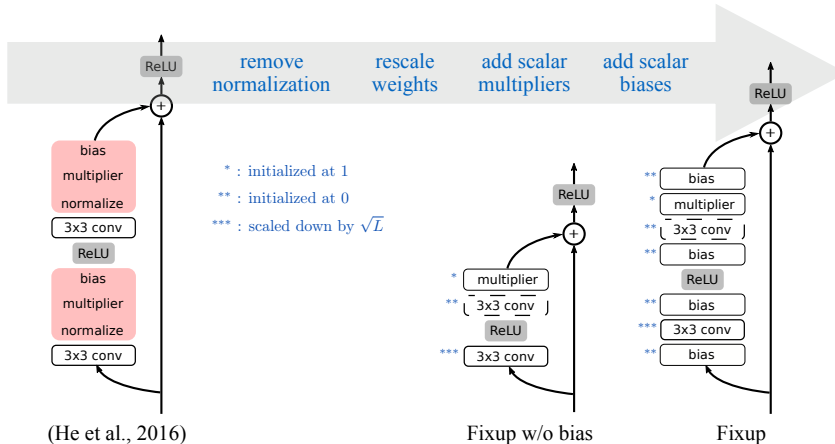 remove normalization
rescale weights
add scalar multipliers
add scalar biases
ReLU
+
bias
multiplier
normalize
3x3 conv
ReLU
bias
multiplier
normalize
3x3 conv
(He et al., 2016)
* : initialized at 1
** : initialized at 0
*** : scaled down by √L
ReLU
+
* multiplier
** 3x3 conv
ReLU
*** 3x3 conv
Fixup w/o bias
ReLU
+
** bias
* multiplier
** 3x3 conv
** bias
ReLU
** bias
*** 3x3 conv
** bias
Fixup